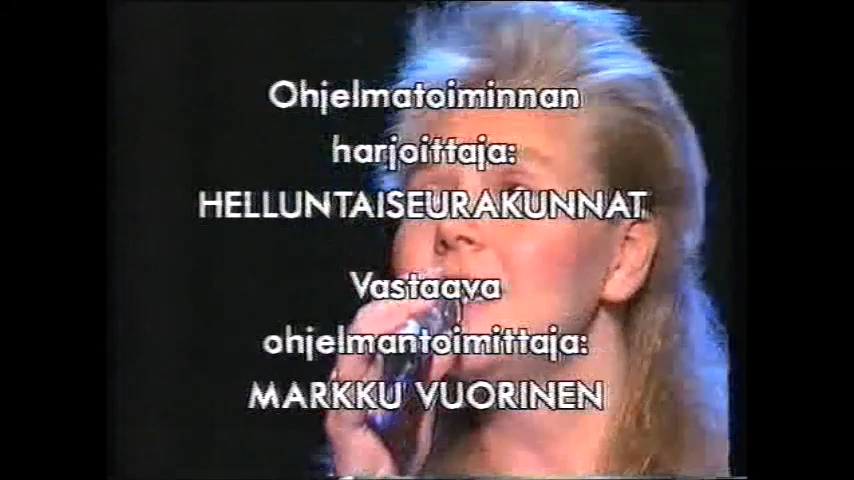 Ohjelmatoiminnan
harjoittaja:
HELLUNTAISEURAKUNNAT
Vastaava
ohjelmantoimittaja:
MARKKU VUORINEN